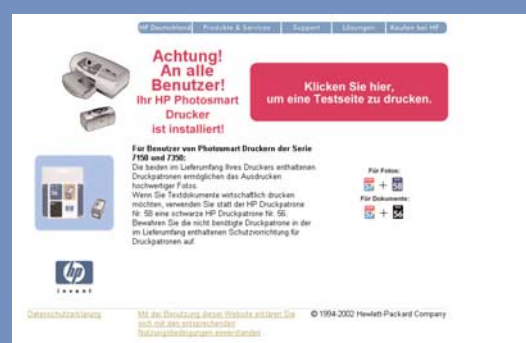 HP Deutschland Produkte & Services Support Lösungen Kaufen bei HP
Achtung!
An alle
Benutzer!
Ihr HP Photosmart
Drucker
ist installiert!
Klicken Sie hier,
um eine Testseite zu drucken.
Für Benutzer von Photosmart Druckern der Serie
7150 und 7350:
Die beiden im Lieferumfang Ihres Druckers enthaltenen
Druckpatronen ermöglichen das Ausdrucken
hochwertiger Fotos.
Wenn Sie Textdokumente wirtschaftlich drucken
möchten, verwenden Sie statt der HP Druckpatrone
Nr. 58 eine schwarze HP Druckpatrone Nr. 56.
Bewahren Sie die nicht benötigte Druckpatrone in der
im Lieferumfang enthaltenen Schutzvorrichtung für
Druckpatronen auf.
Für Fotos:
57 + 58
Für Dokumente:
57 + 56
hp
invent
Datenschutzerklärung
Mit der Benutzung dieser Website erklären Sie
sich mit den entsprechenden
Nutzungsbedingungen einverstanden
© 1994-2002 Hewlett-Packard Company